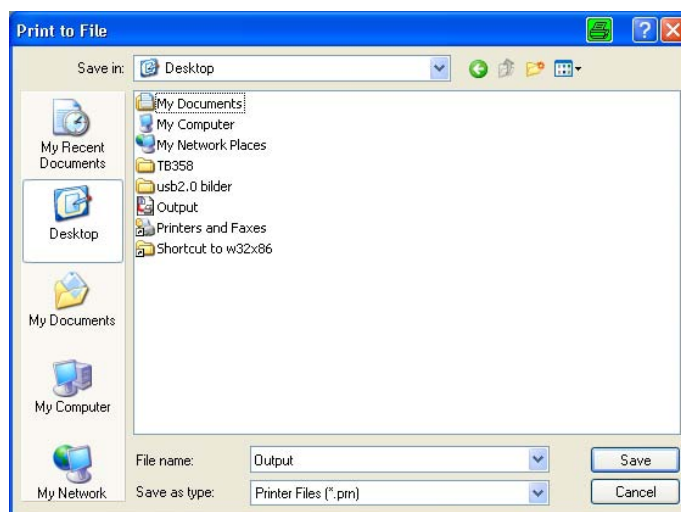 Print to File
Save in:
Desktop
My Recent
Documents
Desktop
My Documents
My Computer
My Network
My Documents
My Computer
My Network Places
TB358
usb2.0 bilder
Output
Printers and Faxes
Shortcut to w32x86
File name:
Output
Save
Save as type:
Printer Files (*.prn)
Cancel